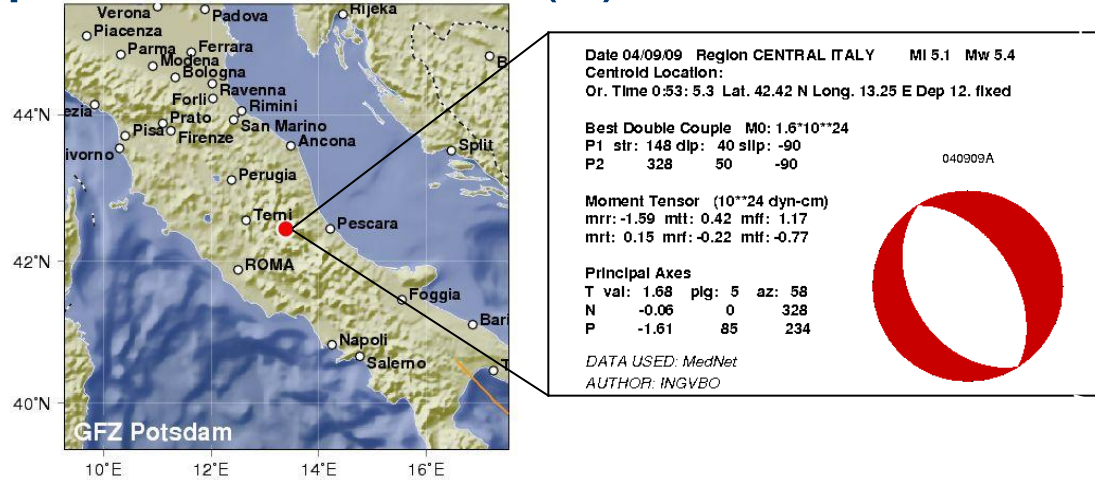 Verona
Padova
Rijeka
Piacenza
Parma
Ferrara
Modena
Bologna
Ravenna
Forli
Rimini
44°N
ezia
Prato
San Marino
Pisa
Firenze
Ancona
Split
ivorno
Perugia
Terni
Pescara
42°N
ROMA
Foggia
Bari
Napoli
Salerno
T
B
40°N
GFZ Potsdam
10°E 12°E 14°E 16°E
Date 04/09/09 Region CENTRAL ITALY Ml 5.1 Mw 5.4
Centroid Location:
Or. Time 0:53: 5.3 Lat. 42.42 N Long. 13.25 E Dep 12. fixed
Best Double Couple M0: 1.6*10**24
P1 str: 148 dip: 40 slip: -90
P2 328 50 -90
040909A
Moment Tensor (10**24 dyn-cm)
mrr: -1.59 mtt: 0.42 mff: 1.17
mrt: 0.15 mrf: -0.22 mtf: -0.77
Principal Axes
T val: 1.68 plg: 5 az: 58
N -0.06 0 328
P -1.61 85 234
DATA USED: MedNet
AUTHOR: INGVBO